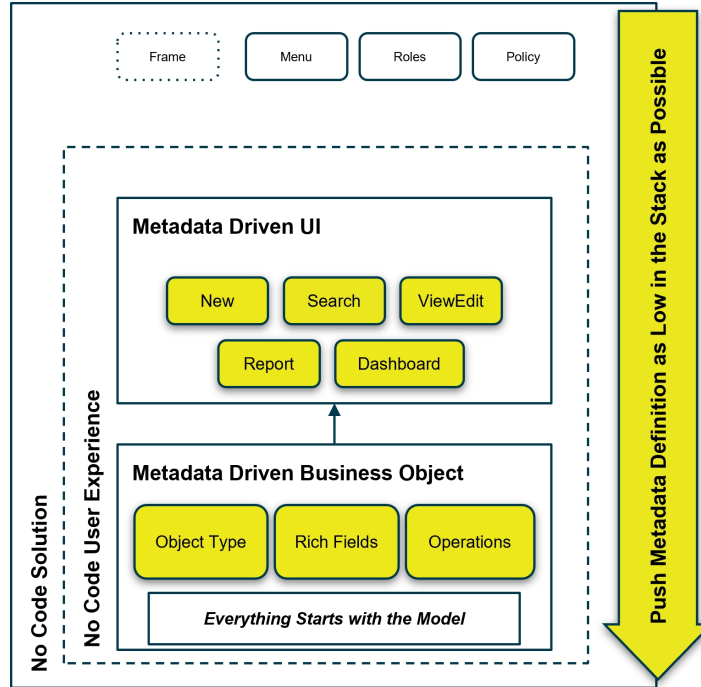 Frame
Menu
Roles
Policy
Metadata Driven UI
New
Search
ViewEdit
Report
Dashboard
Metadata Driven Business Object
Object Type
Rich Fields
Operations
Everything Starts with the Model
No Code Solution
No Code User Experience
Push Metadata Definition as Low in the Stack as Possible